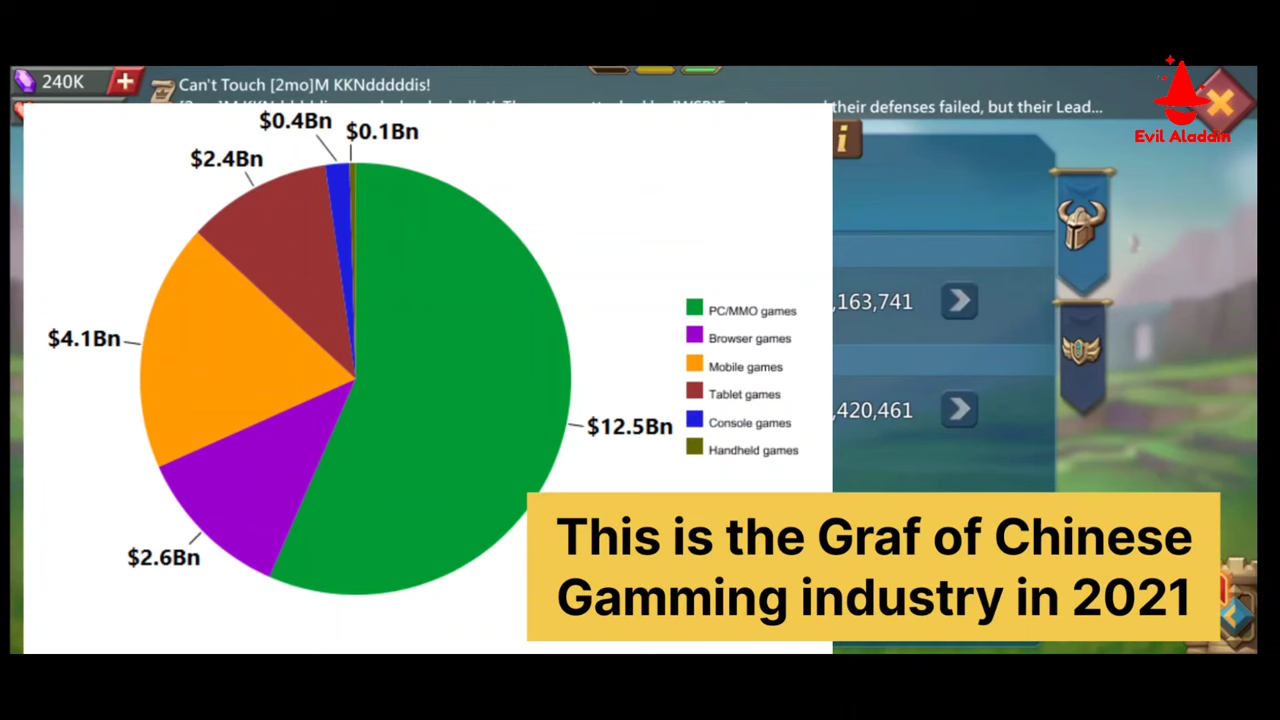 240K
Can't Touch [2mo]M KKNdddddis!
their defenses failed, but their Lead...
Evil Aladdin
i
$0.4Bn
$0.1Bn
$2.4Bn
$4.1Bn
$12.5Bn
$2.6Bn
PC/MMO games
Browser games
Mobile games
Tablet games
Console games
Handheld games
,163,741
,420,461
This is the Graf of Chinese
Gamming industry in 2021